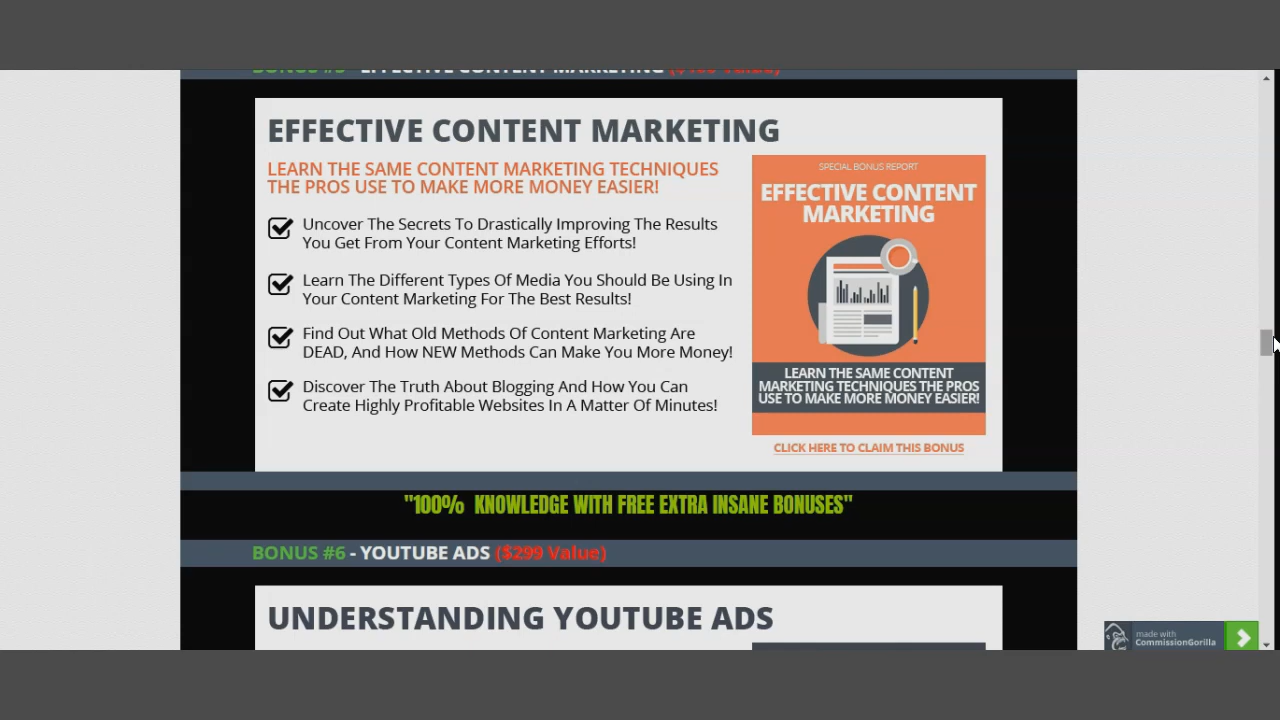 BONUS #5 - EFFECTIVE CONTENT MARKETING
EFFECTIVE CONTENT MARKETING
LEARN THE SAME CONTENT MARKETING TECHNIQUES
THE PROS USE TO MAKE MORE MONEY EASIER!
Uncover The Secrets To Drastically Improving The Results
You Get From Your Content Marketing Efforts!
Learn The Different Types Of Media You Should Be Using In
Your Content Marketing For The Best Results!
Find Out What Old Methods Of Content Marketing Are
DEAD, And How NEW Methods Can Make You More Money!
Discover The Truth About Blogging And How You Can
Create Highly Profitable Websites In A Matter Of Minutes!
SPECIAL BONUS REPORT
EFFECTIVE CONTENT
MARKETING
LEARN THE SAME CONTENT
MARKETING TECHNIQUES THE PROS
USE TO MAKE MORE MONEY EASIER!
CLICK HERE TO CLAIM THIS BONUS
"100% KNOWLEDGE WITH FREE EXTRA INSANE BONUSES"
BONUS #6 - YOUTUBE ADS ($299 Value)
UNDERSTANDING YOUTUBE ADS
made with
CommissionGorilla